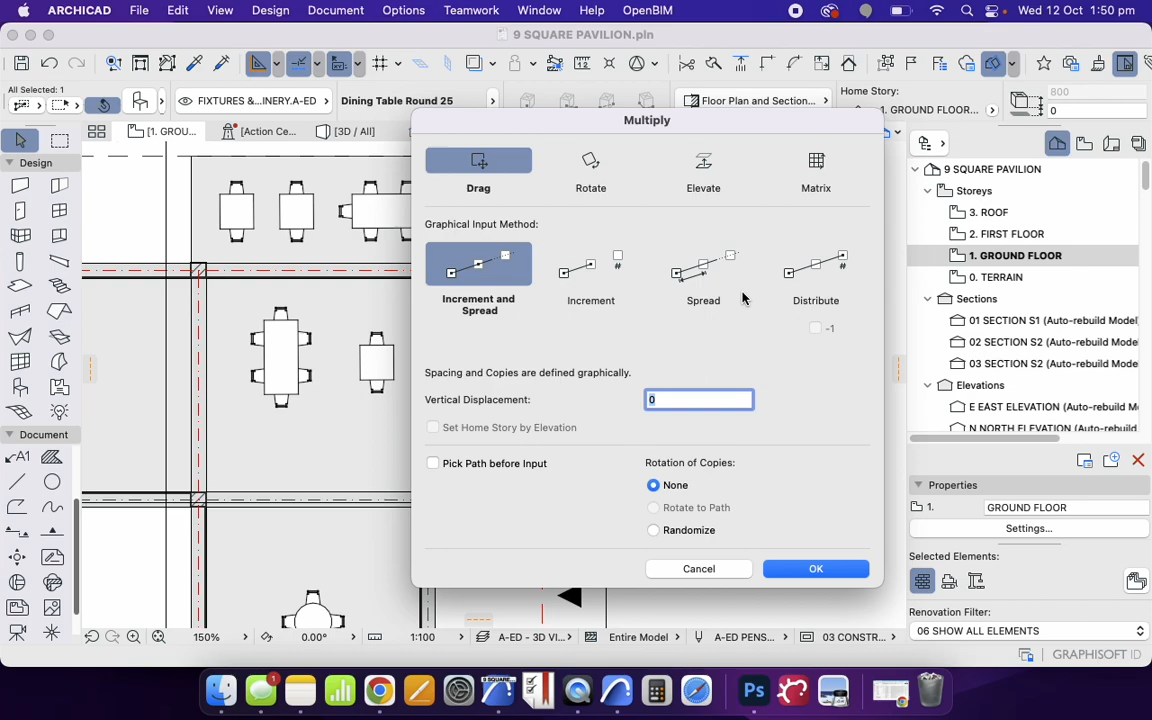 ARCHICAD File Edit View Design Document Options Teamwork Window Help OpenBIM Wed 12 Oct 1:50 pm
9 SQUARE PAVILION.pln
All Selected: 1
FIXTURES &...INERY.A-ED
Dining Table Round 25
Floor Plan and Section...
Home Story:
1. GROUND FLOOR...
800
0
[1. GROU...
[Action Ce...
[3D / All]
Design
Document
A1
Multiply
Drag
Rotate
Elevate
Matrix
Graphical Input Method:
#
#
Increment and
Spread
Increment
Spread
Distribute
-1
Spacing and Copies are defined graphically.
Vertical Displacement:
0
Set Home Story by Elevation
Pick Path before Input
Rotation of Copies:
None
Rotate to Path
Randomize
Cancel
OK
9 SQUARE PAVILION
Storeys
3. ROOF
2. FIRST FLOOR
1. GROUND FLOOR
0. TERRAIN
Sections
01 SECTION S1 (Auto-rebuild Model
02 SECTION S2 (Auto-rebuild Model
03 SECTION S2 (Auto-rebuild Model
Elevations
E EAST ELEVATION (Auto-rebuild M
N NORTH ELEVATION (Auto-rebuild
Properties
1.
GROUND FLOOR
Settings...
Selected Elements:
Renovation Filter:
06 SHOW ALL ELEMENTS
150%
0.00°
1:100
A-ED - 3D VI...
Entire Model
A-ED PENS...
03 CONSTR...
GRAPHISOFT ID
1
9 SQUARE
Ps